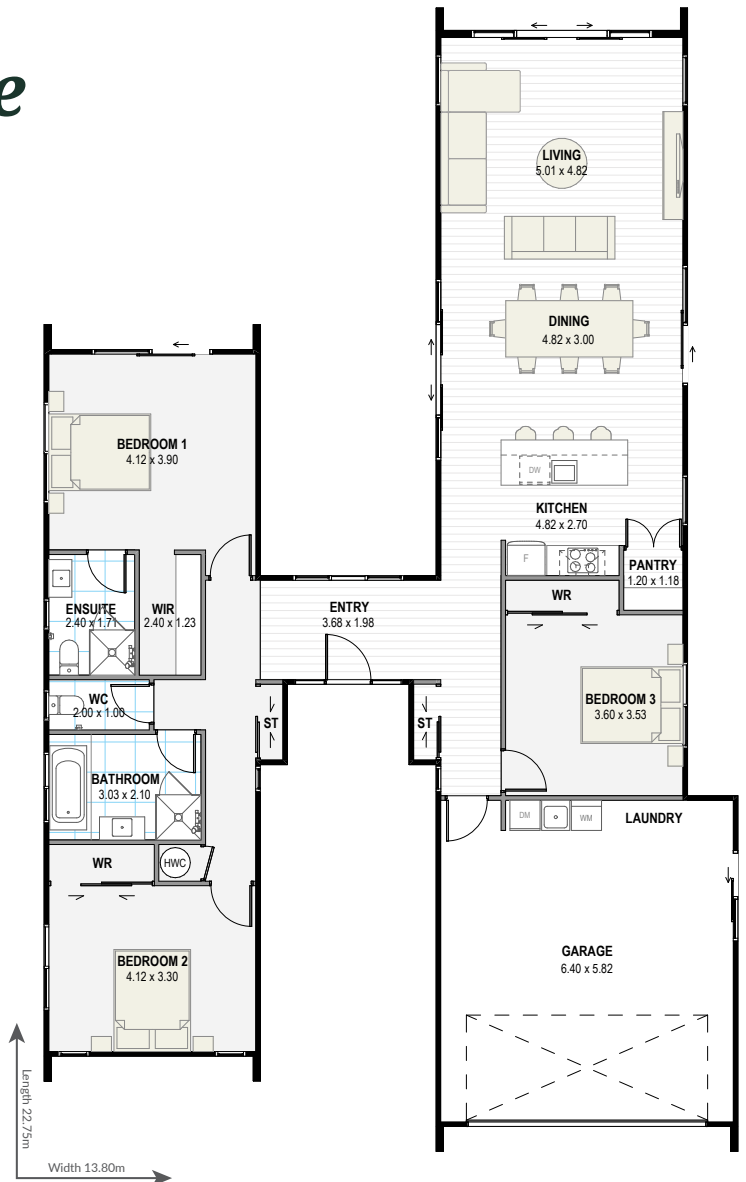 e
LIVING
5.01 x 4.82
DINING
4.82 x 3.00
BEDROOM 1
4.12 x 3.90
DW
KITCHEN
4.82 x 2.70
F
PANTRY
1.20 x 1.18
ENSUITE
2.40 x 1.71
WIR
2.40 x 1.23
ENTRY
3.68 x 1.98
WR
WC
2.00 x 1.00
BEDROOM 3
3.60 x 3.53
ST
ST
BATHROOM
3.03 x 2.10
DM
WM
LAUNDRY
WR
HWC
GARAGE
6.40 x 5.82
BEDROOM 2
4.12 x 3.30
Length 22.75m
Width 13.80m